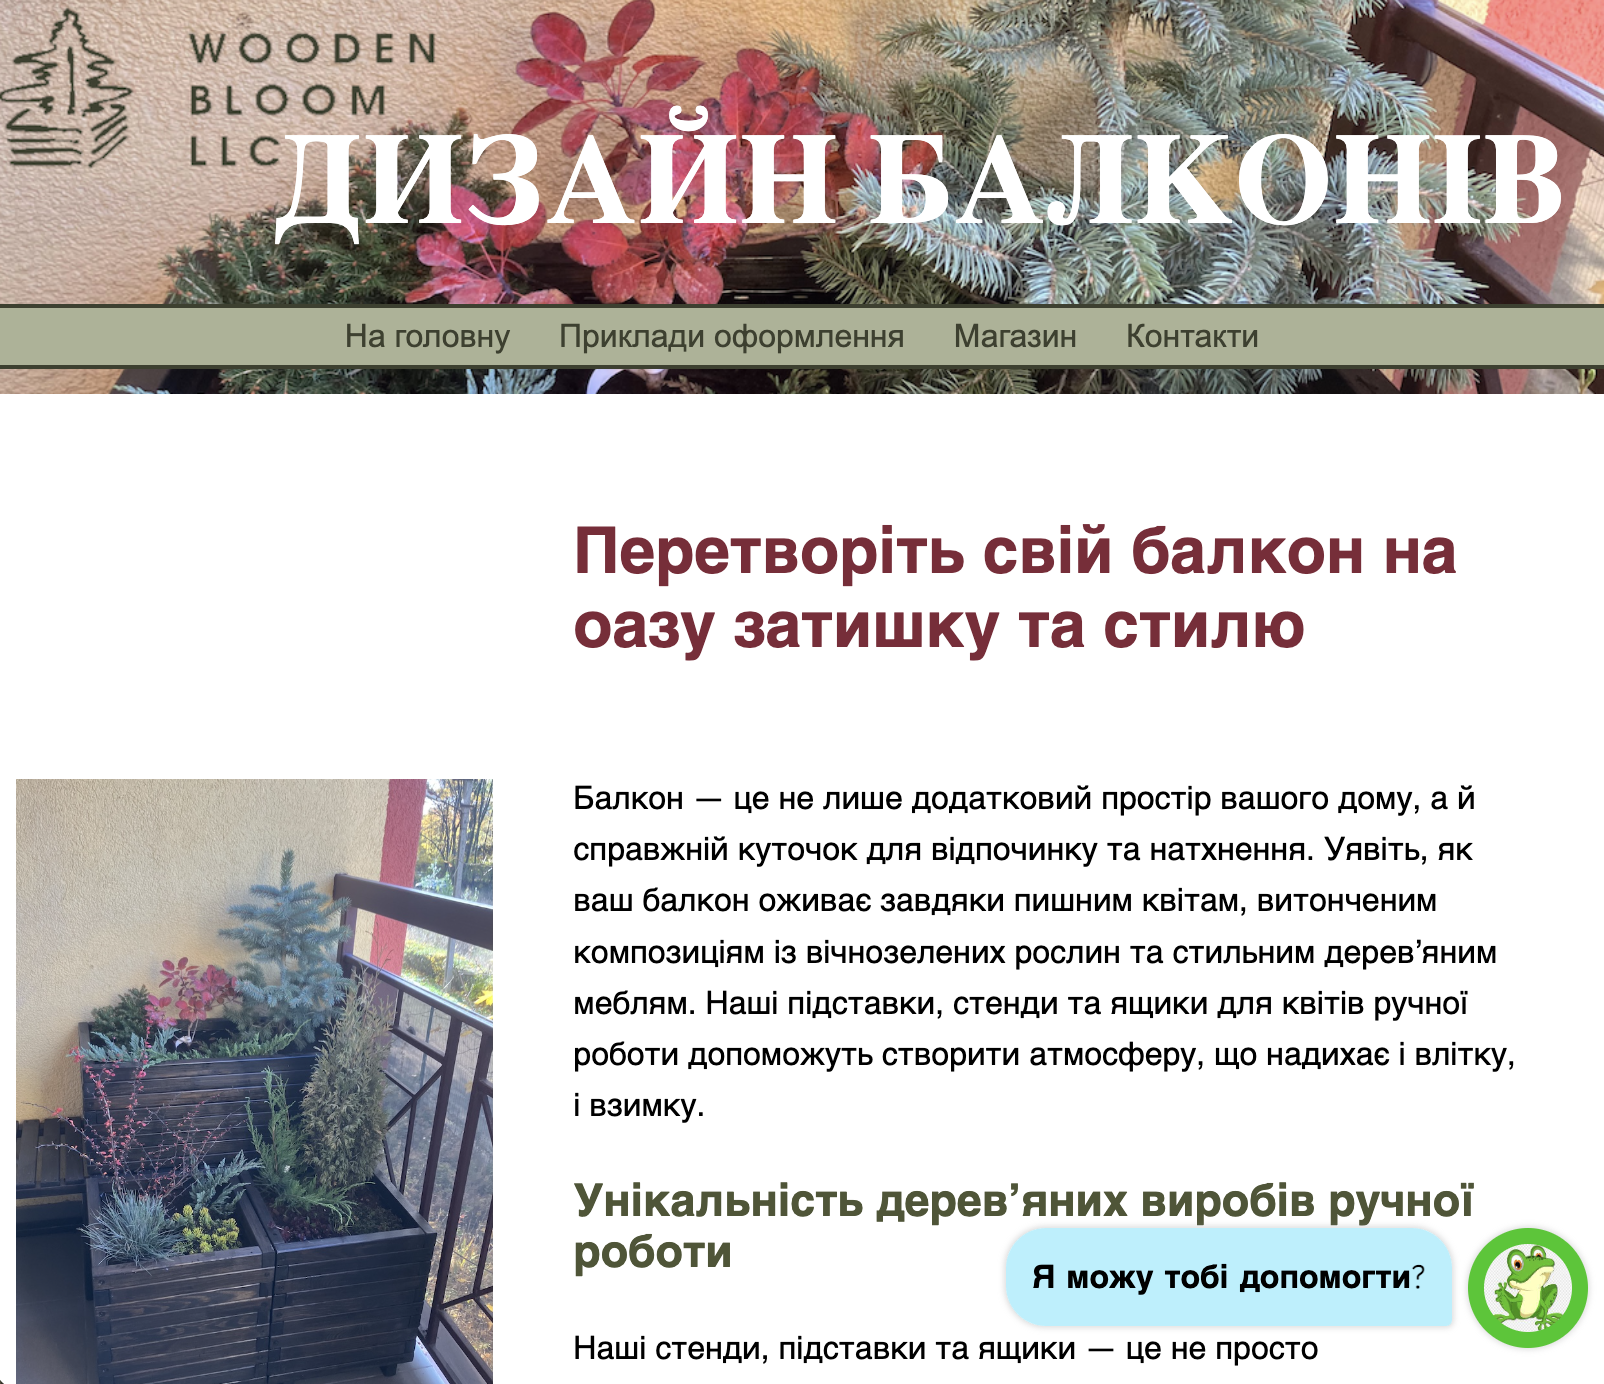 WOODEN
BLOOM
LLC
ДИЗАЙН БАЛКОНІВ
На головну Приклади оформлення Магазин Контакти
Перетворіть свій балкон на
оазу затишку та стилю
Балкон — це не лише додатковий простір вашого дому, а й
справжній куточок для відпочинку та натхнення. Уявіть, як
ваш балкон оживає завдяки пишним квітам, витонченим
композиціям із вічнозелених рослин та стильним дерев’яним
меблям. Наші підставки, стенди та ящики для квітів ручної
роботи допоможуть створити атмосферу, що надихає і влітку,
і взимку.
Унікальність дерев’яних виробів ручної
роботи
Я можу тобі допомогти?
Наші стенди, підставки та ящики — це не просто